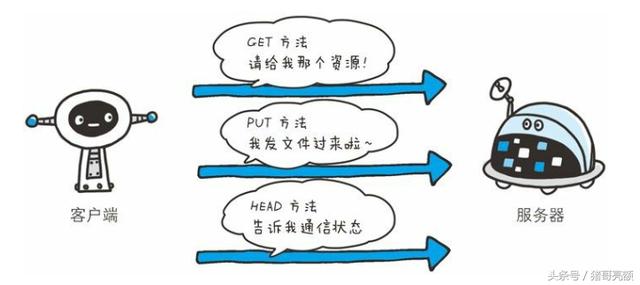 GET 方法
请给我那个资源!
PUT 方法
我发文件过来啦~
HEAD 方法
告诉我通信状态
客户端
服务器
头条号 / 猪哥亮额